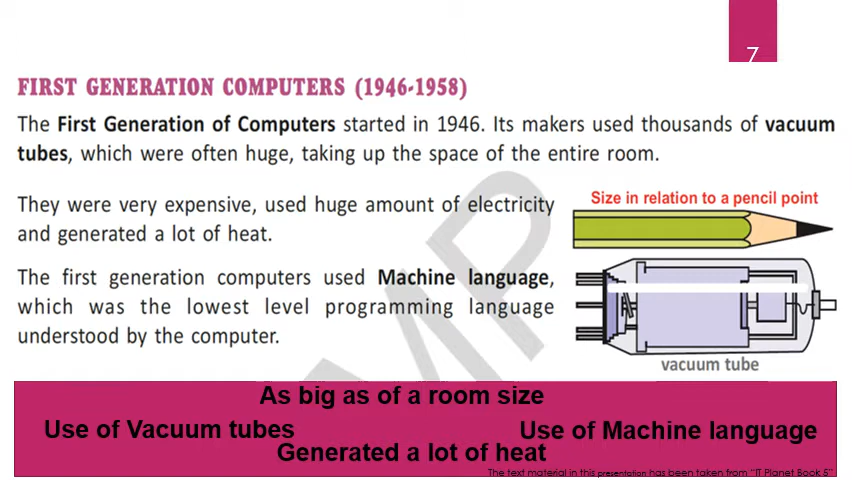 7
FIRST GENERATION COMPUTERS (1946-1958)
The First Generation of Computers started in 1946. Its makers used thousands of vacuum
tubes, which were often huge, taking up the space of the entire room.
They were very expensive, used huge amount of electricity
and generated a lot of heat.
The first generation computers used Machine language,
which was the lowest level programming language
understood by the computer.
Size in relation to a pencil point
vacuum tube
As big as of a room size
Use of Vacuum tubes
Use of Machine language
Generated a lot of heat
The text material in this presentation has been taken from "IT Planet Book 5"